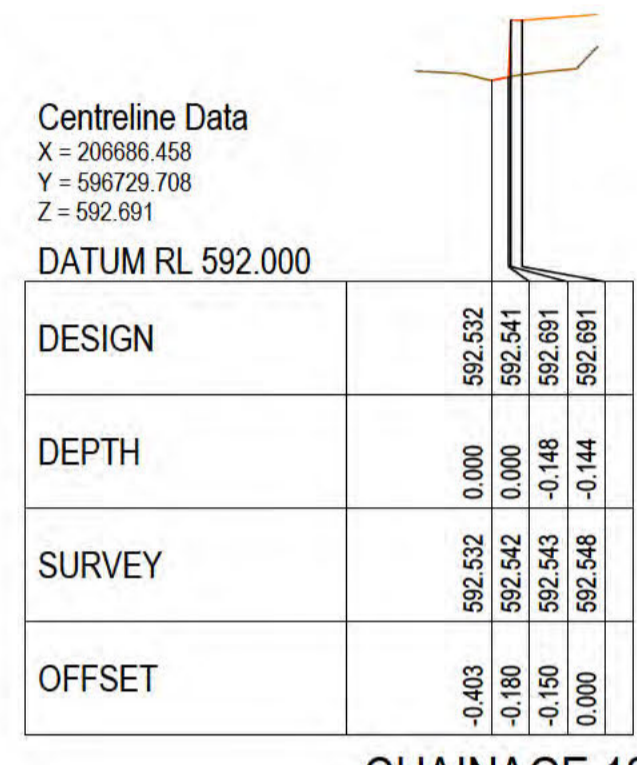 Centreline Data
X = 206686.458
Y = 596729.708
Z = 592.691
DATUM RL 592.000
DESIGN 592.532 592.541 592.691 592.691
DEPTH 0.000 0.000 -0.148 -0.144
SURVEY 592.532 592.542 592.543 592.548
OFFSET -0.403 -0.180 -0.150 0.000